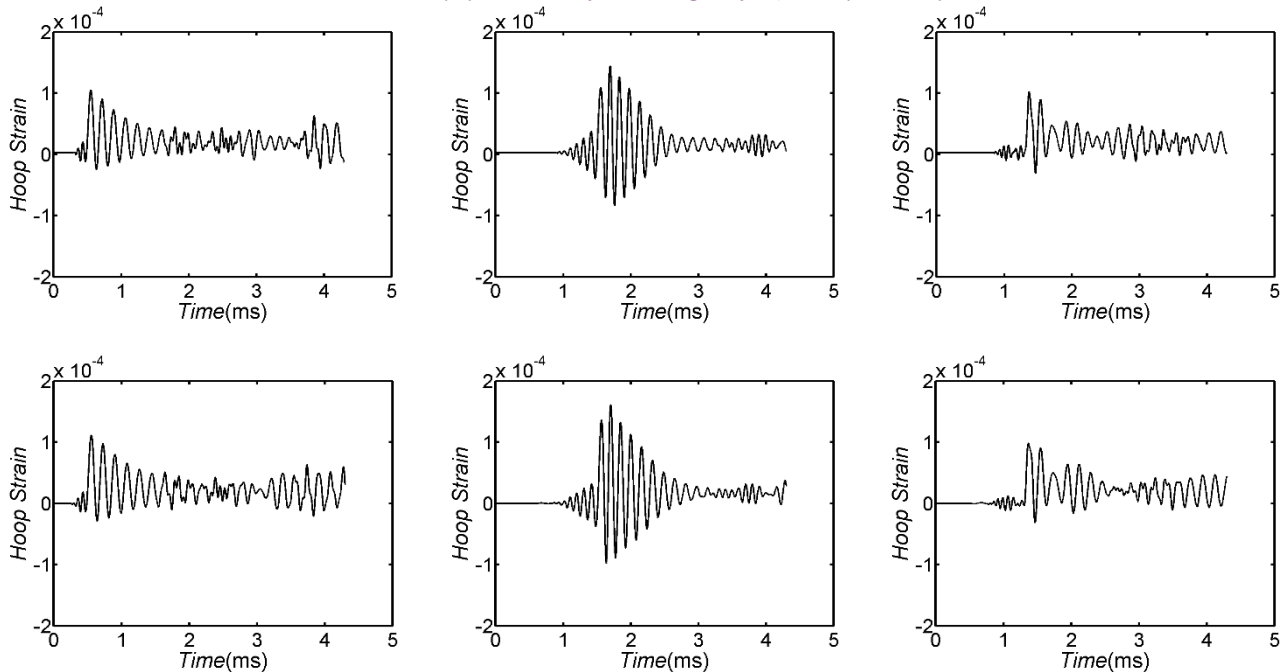 2 x 10⁻⁴ 2 x 10⁻⁴ 2 x 10⁻⁴
1 1 1
0 0 0
-1 -1 -1
-2 -2 -2
Hoop Strain Hoop Strain Hoop Strain
0 1 2 3 4 5 0 1 2 3 4 5 0 1 2 3 4 5
Time(ms) Time(ms) Time(ms)
2 x 10⁻⁴ 2 x 10⁻⁴ 2 x 10⁻⁴
1 1 1
0 0 0
-1 -1 -1
-2 -2 -2
Hoop Strain Hoop Strain Hoop Strain
0 1 2 3 4 5 0 1 2 3 4 5 0 1 2 3 4 5
Time(ms) Time(ms) Time(ms)